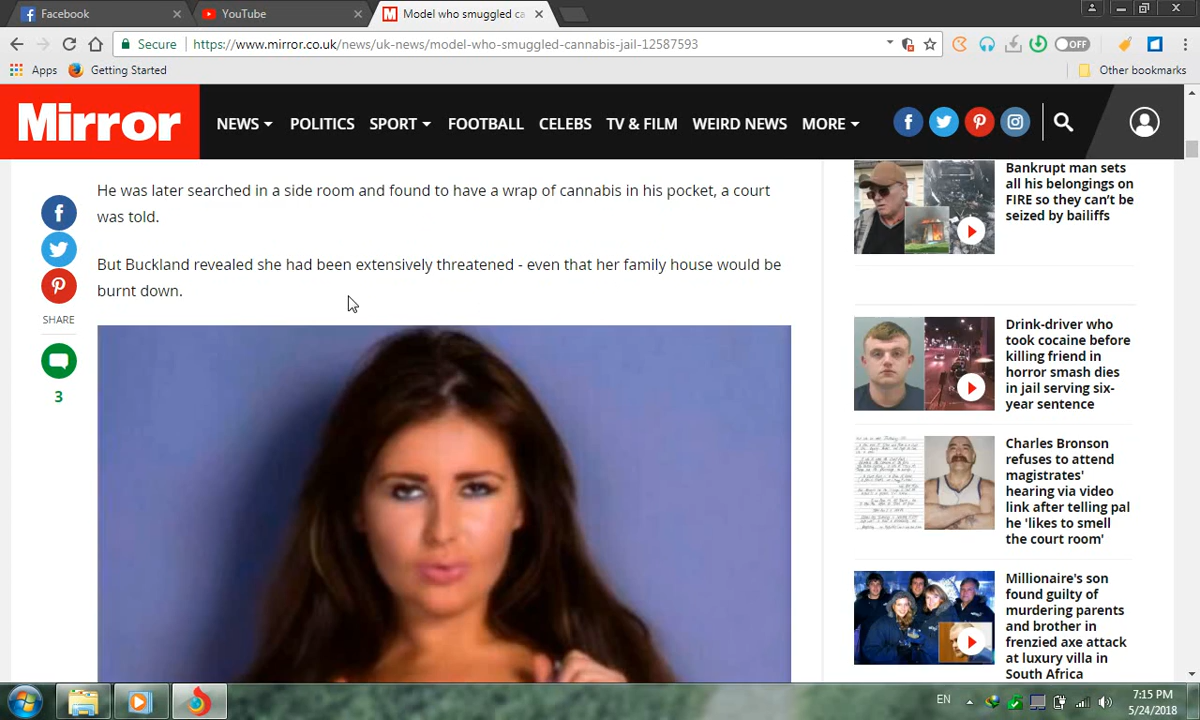 Facebook
YouTube
Model who smuggled ca
Secure
https://www.mirror.co.uk/news/uk-news/model-who-smuggled-cannabis-jail-12587593
OFF
Apps
Getting Started
Other bookmarks
Mirror
NEWS
POLITICS
SPORT
FOOTBALL
CELEBS
TV & FILM
WEIRD NEWS
MORE
He was later searched in a side room and found to have a wrap of cannabis in his pocket, a court
was told.
But Buckland revealed she had been extensively threatened - even that her family house would be
burnt down.
SHARE
3
Bankrupt man sets
all his belongings on
FIRE so they can't be
seized by bailiffs
Drink-driver who
took cocaine before
killing friend in
horror smash dies
in jail serving six-
year sentence
Charles Bronson
refuses to attend
magistrates'
hearing via video
link after telling pal
he 'likes to smell
the court room'
Millionaire's son
found guilty of
murdering parents
and brother in
frenzied axe attack
at luxury villa in
South Africa
EN
7:15 PM
5/24/2018